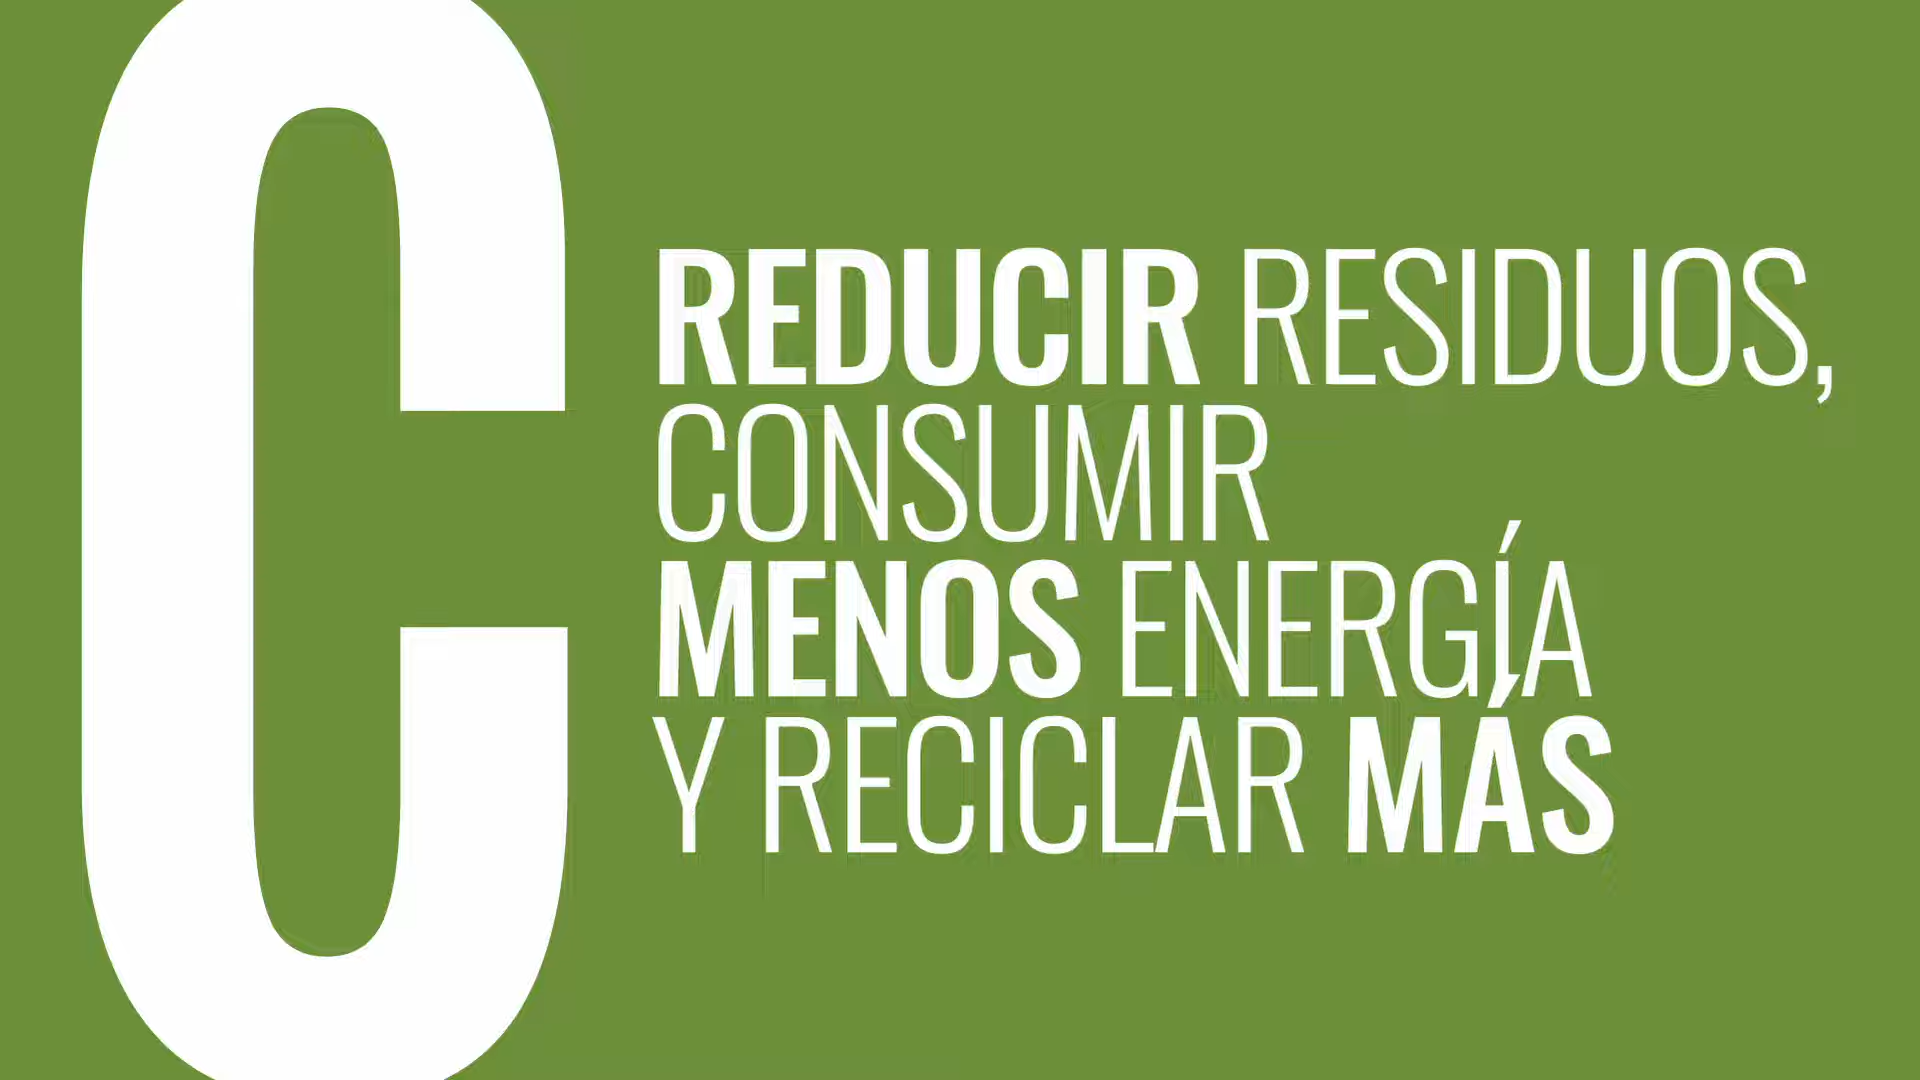 C
REDUCIR RESIDUOS,
CONSUMIR
MENOS ENERGÍA
Y RECICLAR MÁS